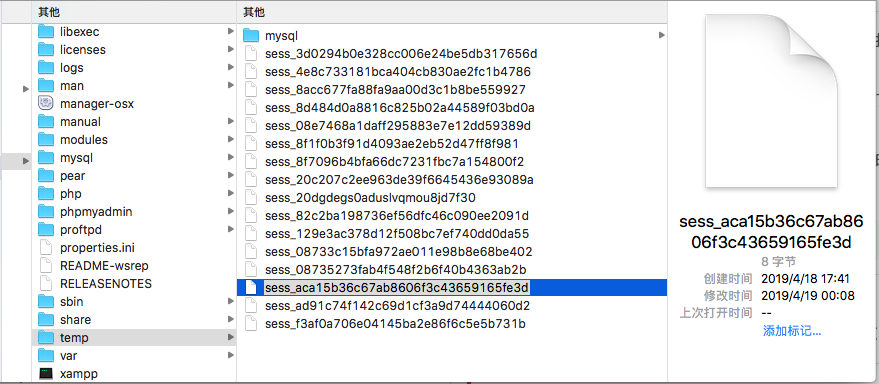 其他
libexec
licenses
logs
man
manager-osx
manual
modules
mysql
pear
php
phpmyadmin
proftpd
properties.ini
README-wsrep
RELEASENOTES
sbin
share
temp
var
xampp
其他
mysql
sess_3d0294b0e328cc006e24be5db317656d
sess_4e8c733181bca404cb830ae2fc1b4786
sess_8acc677fa88fa9aa00d3c1b8be559927
sess_8d484d0a8816c825b02a44589f03bd0a
sess_08e7468a1daff295883e7e12dd59389d
sess_8f1f0b3f91d4093ae2eb52d47ff8f981
sess_8f7096b4bfa66dc7231fbc7a154800f2
sess_20c207c2ee963de39f6645436e93089a
sess_20dgdegs0aduslvqmou8jd7f30
sess_82c2ba198736ef56dfc46c090ee2091d
sess_129e3ac378d12f508bc7ef740dd0da55
sess_08733c15bfa972ae011e98b8e68be402
sess_08735273fab4f548f2b6f40b4363ab2b
sess_aca15b36c67ab8606f3c43659165fe3d
sess_ad91c74f142c69d1cf3a9d74444060d2
sess_f3af0a706e04145ba2e86f6c5e5b731b
sess_aca15b36c67ab8
606f3c43659165fe3d
8 字节
创建时间 2019/4/18 17:41
修改时间 2019/4/19 00:08
上次打开时间 --
添加标记...